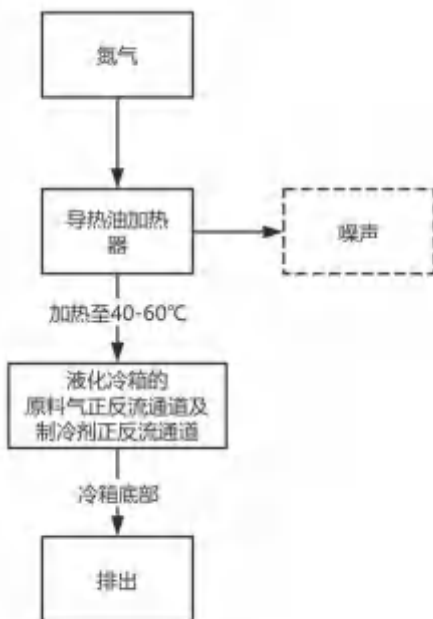 氮气
导热油加热
器
噪声
加热至40-60℃
液化冷箱的
原料气正反流通道及
制冷剂正反流通道
冷箱底部
排出